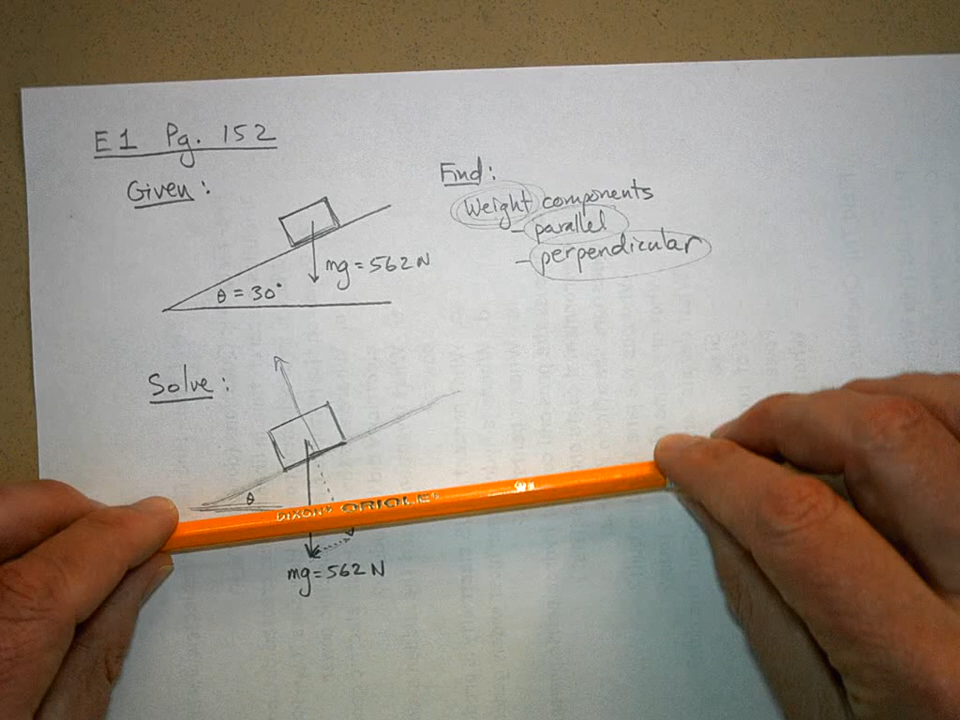 E1 Pg. 152
Given:
mg = 562 N
θ = 30°
Find:
Weight components
- parallel
- perpendicular
Solve:
θ
DIXON® ORIOLE®
mg = 562 N